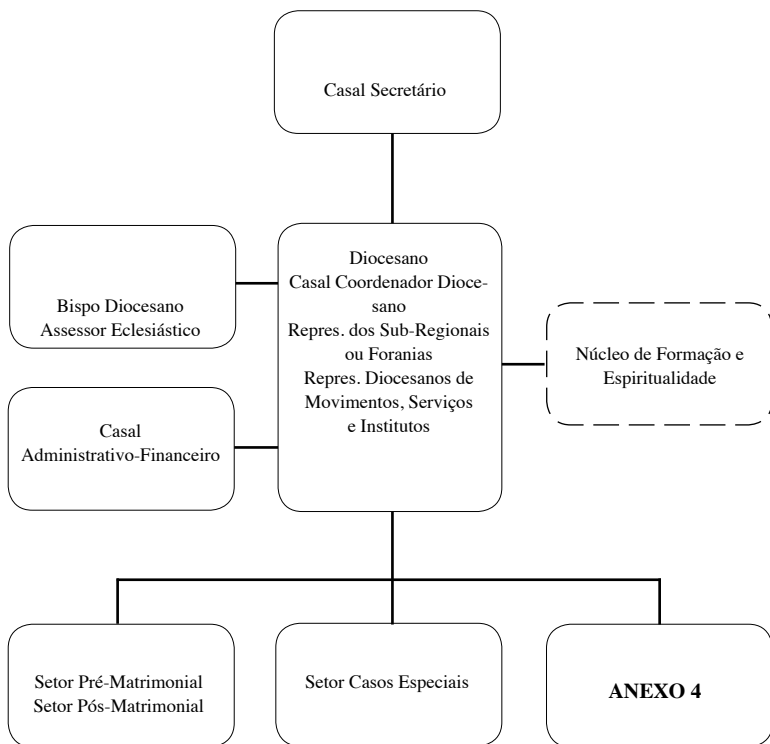 Casal Secretário
Bispo Diocesano
Assessor Eclesiástico
Diocesano
Casal Coordenador Dioce-
sano
Repres. dos Sub-Regionais
ou Foranias
Repres. Diocesanos de
Movimentos, Serviços
e Institutos
Núcleo de Formação e
Espiritualidade
Casal
Administrativo-Financeiro
Setor Pré-Matrimonial
Setor Pós-Matrimonial
Setor Casos Especiais
ANEXO 4